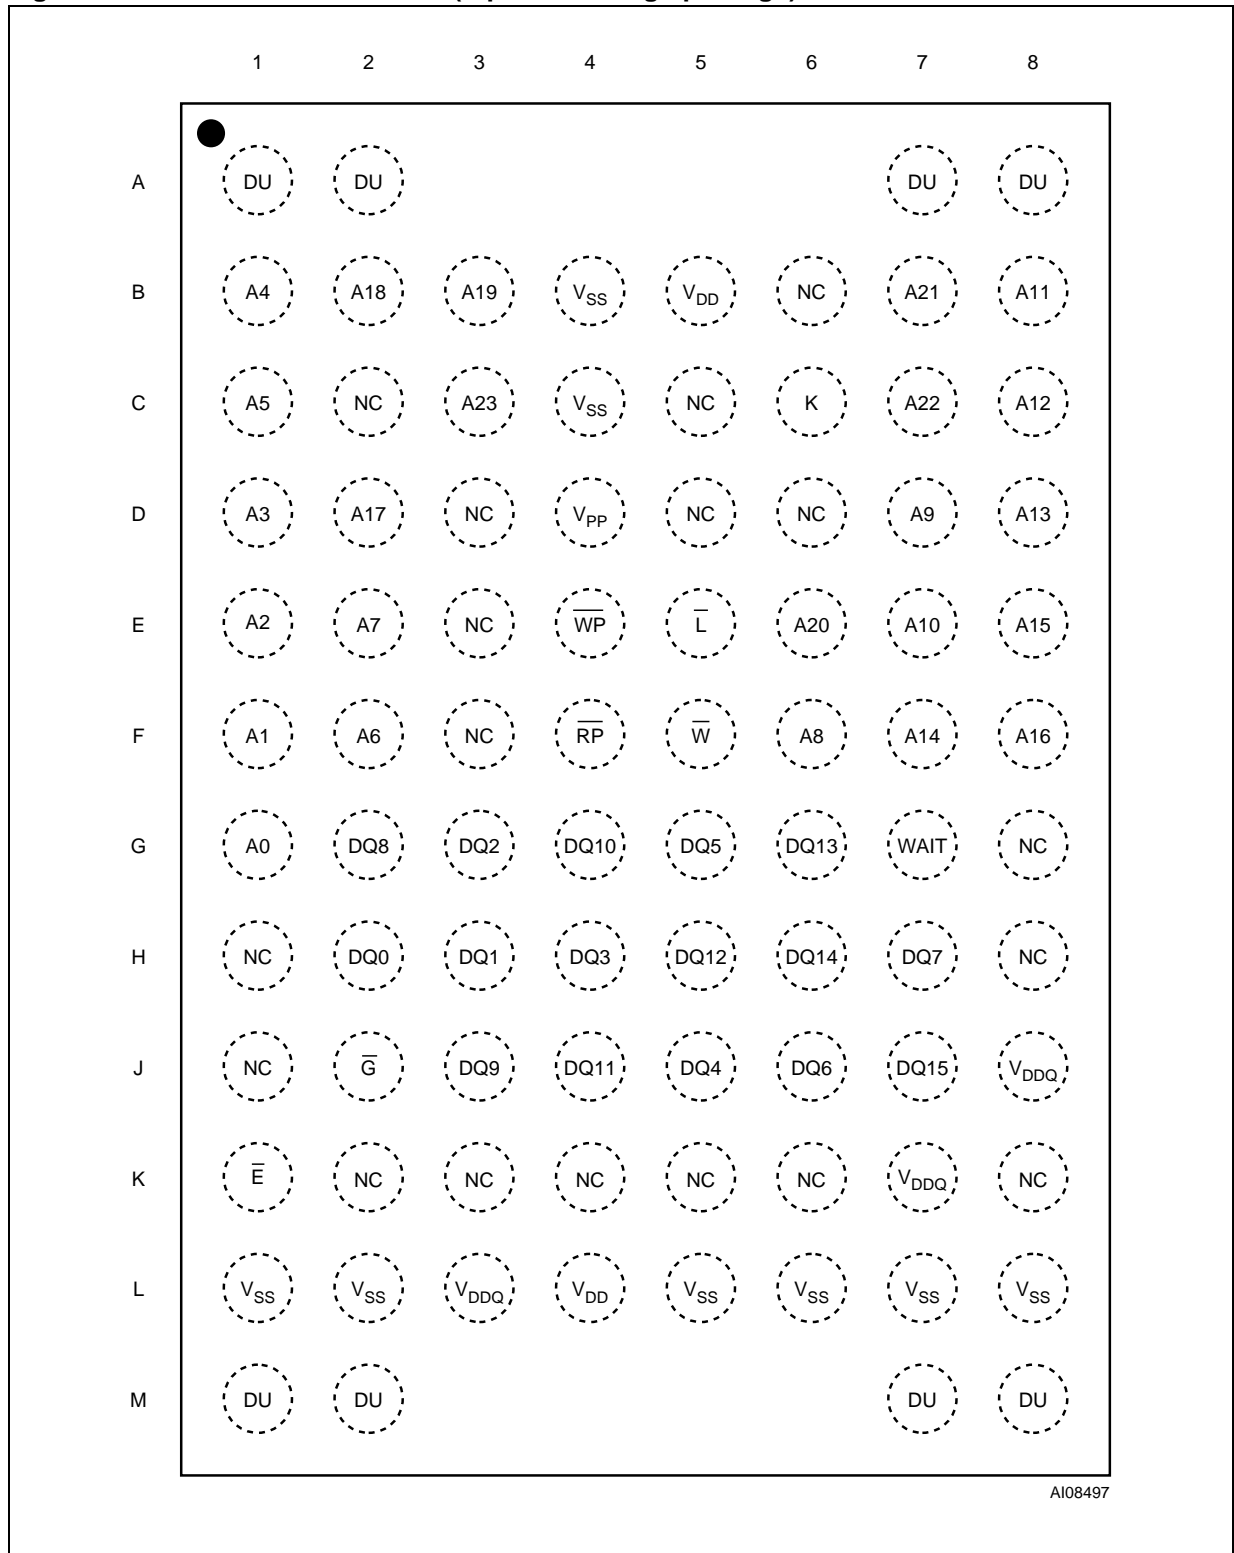 1 2 3 4 5 6 7 8
A DU DU DU DU
B A4 A18 A19 VSS VDD NC A21 A11
C A5 NC A23 VSS NC K A22 A12
D A3 A17 NC VPP NC NC A9 A13
E A2 A7 NC W̅P̅ L̅ A20 A10 A15
F A1 A6 NC R̅P̅ W̅ A8 A14 A16
G A0 DQ8 DQ2 DQ10 DQ5 DQ13 WAIT NC
H NC DQ0 DQ1 DQ3 DQ12 DQ14 DQ7 NC
J NC G̅ DQ9 DQ11 DQ4 DQ6 DQ15 VDDQ
K E̅ NC NC NC NC NC VDDQ NC
L VSS VSS VDDQ VDD VSS VSS VSS VSS
M DU DU DU DU
AI08497